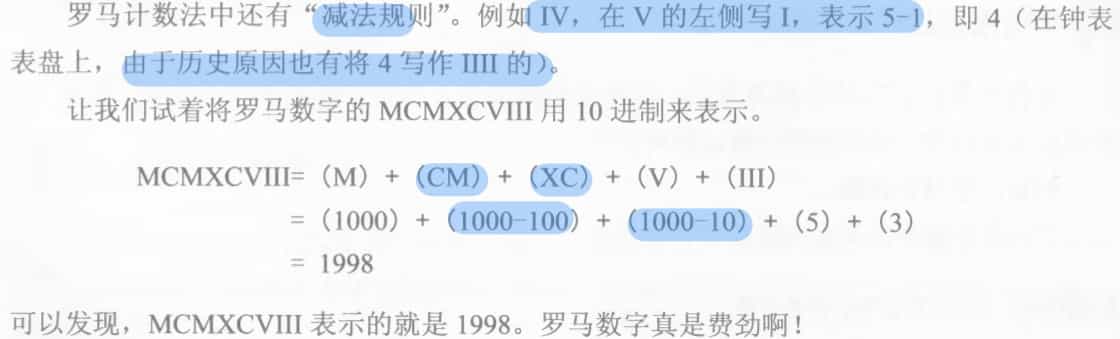 罗马计数法中还有“减法规则”。例如 IV，在 V 的左侧写 I，表示 5-1，即 4（在钟表
表盘上，由于历史原因也有将 4 写作 IIII 的）。
让我们试着将罗马数字的 MCMXCVIII 用 10 进制来表示。
MCMXCVIII=（M）+（CM）+（XC）+（V）+（III）
=（1000）+（1000-100）+（1000-10）+（5）+（3）
= 1998
可以发现，MCMXCVIII 表示的就是 1998。罗马数字真是费劲啊！